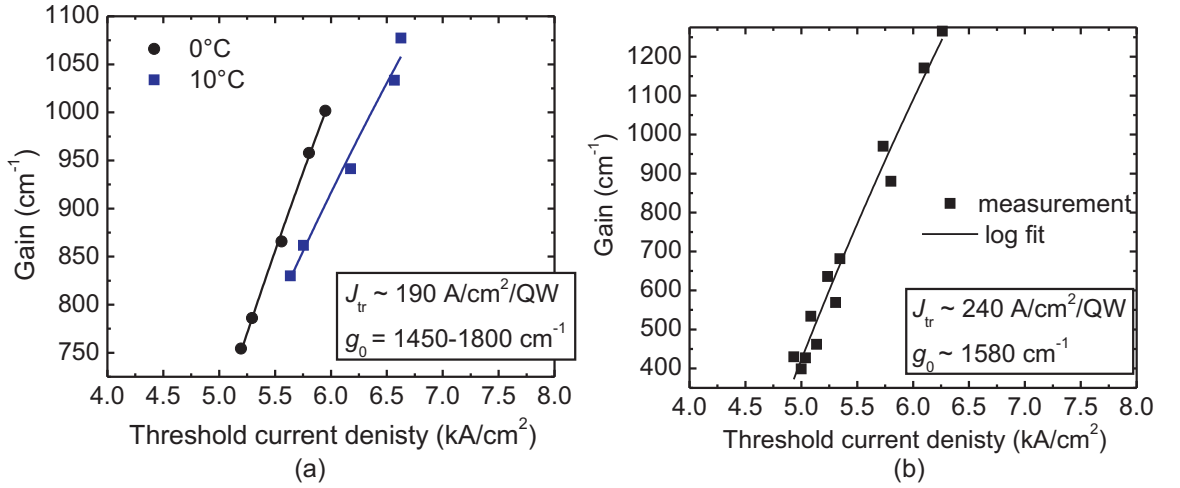 1100
1050
1000
950
900
850
800
750
Gain (cm⁻¹)
0°C
10°C
J_tr ~ 190 A/cm²/QW
g₀ = 1450-1800 cm⁻¹
4.0 4.5 5.0 5.5 6.0 6.5 7.0 7.5 8.0
Threshold current denisty (kA/cm²)
(a)
1200
1100
1000
900
800
700
600
500
400
Gain (cm⁻¹)
measurement
log fit
J_tr ~ 240 A/cm²/QW
g₀ ~ 1580 cm⁻¹
4.0 4.5 5.0 5.5 6.0 6.5 7.0 7.5 8.0
Threshold current denisty (kA/cm²)
(b)